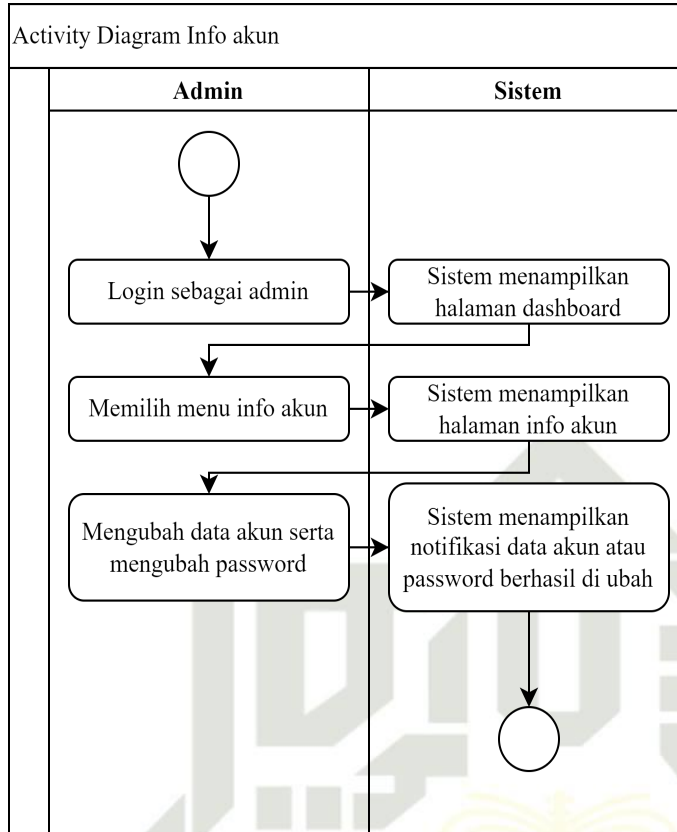 Activity Diagram Info akun
Admin
Sistem
Login sebagai admin
Sistem menampilkan
halaman dashboard
Memilih menu info akun
Sistem menampilkan
halaman info akun
Mengubah data akun serta
mengubah password
Sistem menampilkan
notifikasi data akun atau
password berhasil di ubah